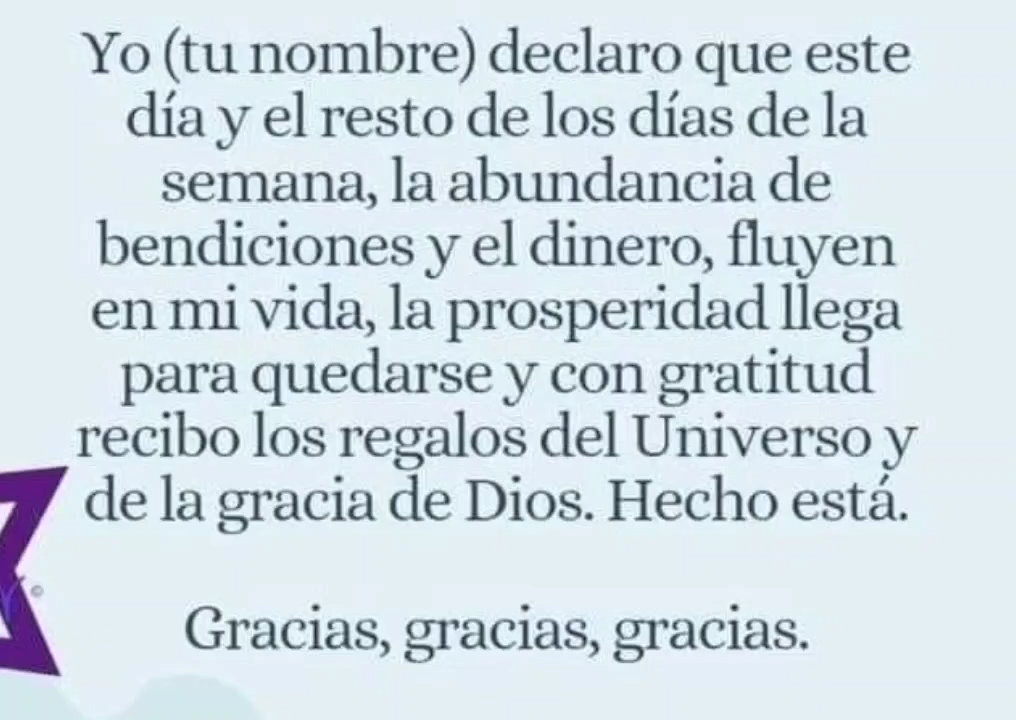 Yo (tu nombre) declaro que este
día y el resto de los días de la
semana, la abundancia de
bendiciones y el dinero, fluyen
en mi vida, la prosperidad llega
para quedarse y con gratitud
recibo los regalos del Universo y
de la gracia de Dios. Hecho está.
©
Gracias, gracias, gracias.